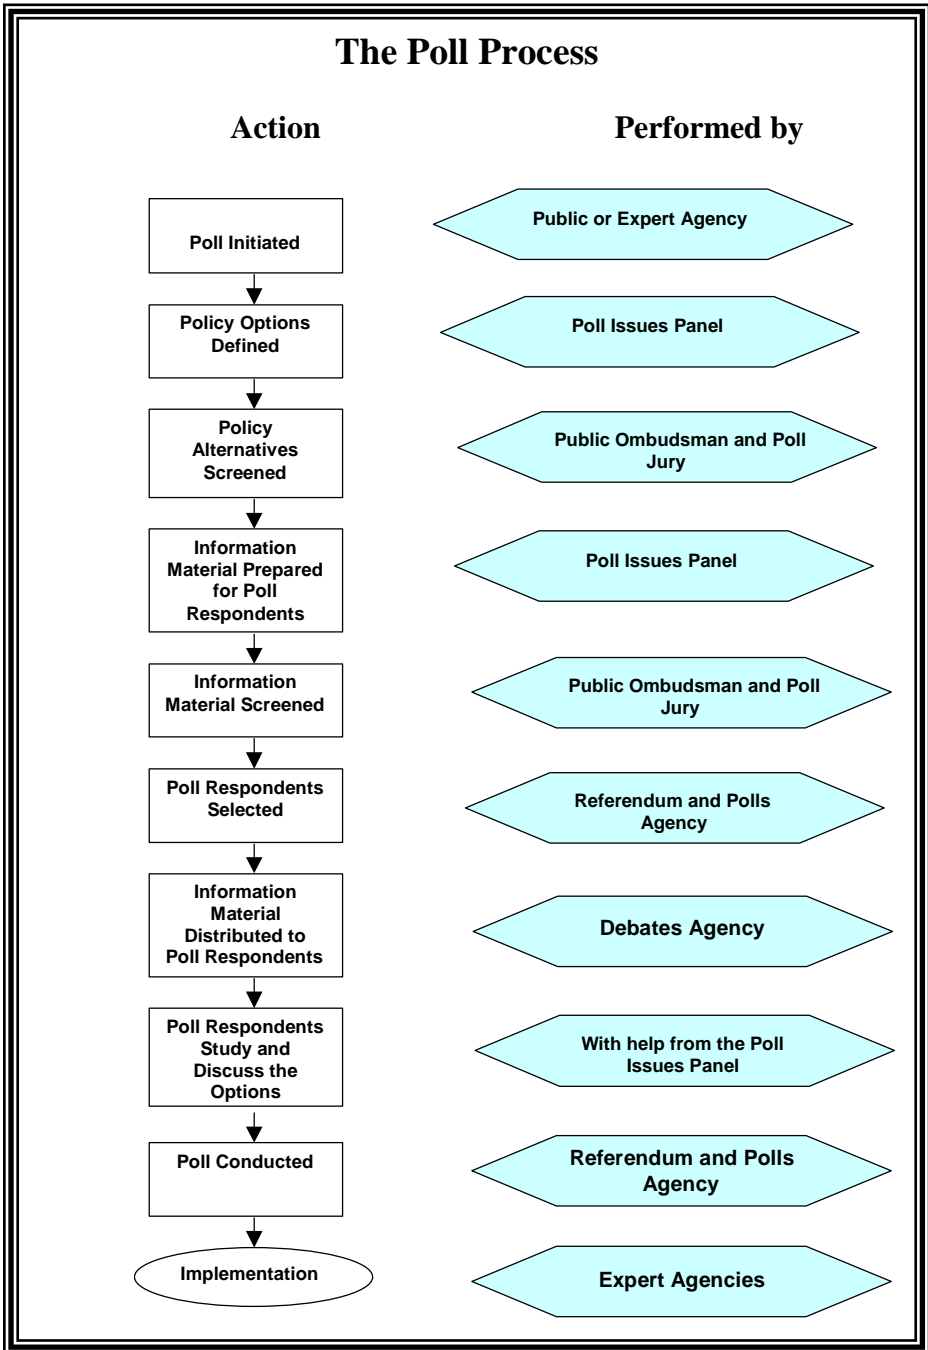 The Poll Process
Action
Performed by
Poll Initiated
Public or Expert Agency
Policy Options
Defined
Poll Issues Panel
Policy
Alternatives
Screened
Public Ombudsman and Poll
Jury
Information
Material Prepared
for Poll
Respondents
Poll Issues Panel
Information
Material Screened
Public Ombudsman and Poll
Jury
Poll Respondents
Selected
Referendum and Polls
Agency
Information
Material
Distributed to
Poll Respondents
Debates Agency
Poll Respondents
Study and
Discuss the
Options
With help from the Poll
Issues Panel
Poll Conducted
Referendum and Polls
Agency
Implementation
Expert Agencies